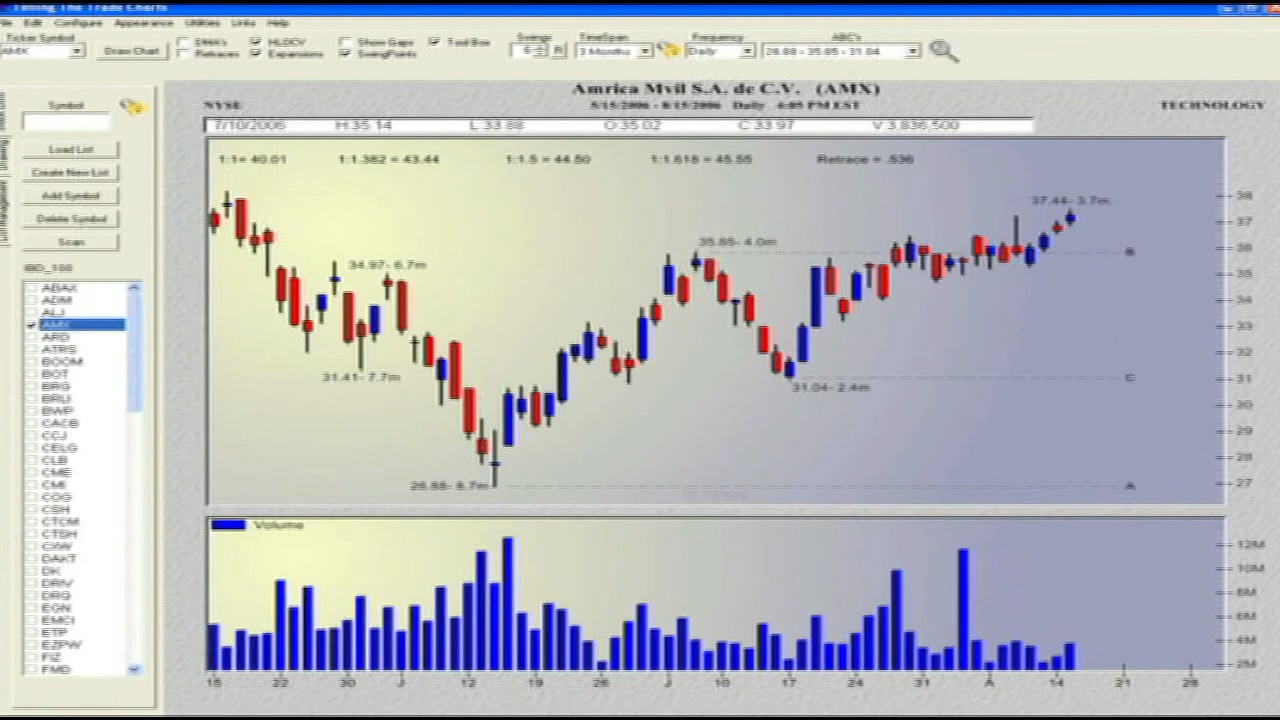 Timing The Trade Charts
File Edit Configure Appearance Utilities Links Help
Ticker Symbol
AMX
Draw Chart
DMA's
Retraces
HLOCV
Expansions
Show Gaps
SwingPoints
Tool Box
Swings
6
R
TimeSpan
3 Months
Frequency
Daily
ABC's
26.88 - 35.85 - 31.04
Amrica Mvil S.A. de C.V. (AMX)
NYSE
5/15/2006 - 8/15/2006 Daily 4:05 PM EST
TECHNOLOGY
7/10/2006 H:35.14 L:33.88 O:35.02 C:33.97 V:3,836,500
1:1= 40.01 1:1.382 = 43.44 1:1.5 = 44.50 1:1.618 = 45.55 Retrace = .536
Symbol
Load List
Create New List
Add Symbol
Delete Symbol
Scan
IBD_100
ABAX
ADM
ALJ
AMX
ARD
ATRS
BOOM
BOT
BRG
BRLI
BWP
CACB
CCJ
CELG
CLB
CME
CMI
COG
CSH
CTCM
CTSH
CXW
DAKT
DK
DRIV
DRQ
EGN
EMCI
ETP
EZPW
FIZ
FMD
37.44- 3.7m
35.85- 4.0m
34.97- 6.7m
31.41- 7.7m
31.04- 2.4m
26.88- 8.7m
B
C
A
38
37
36
35
34
33
32
31
30
29
28
27
Volume
12M
10M
8M
6M
4M
2M
15 22 30 J 12 19 26 J 10 17 24 31 A 14 21 28